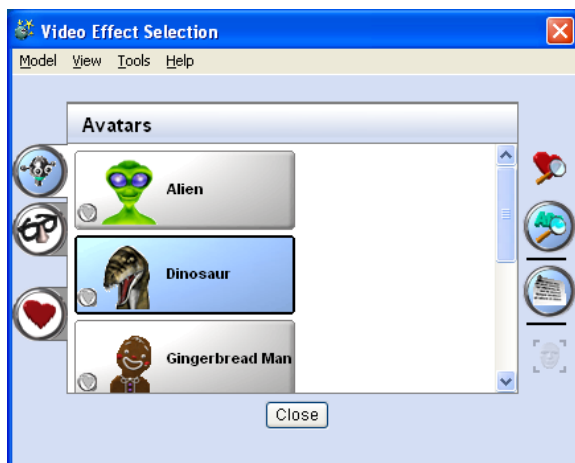 Video Effect Selection
Model View Tools Help
Avatars
Alien
Dinosaur
Gingerbread Man
Close